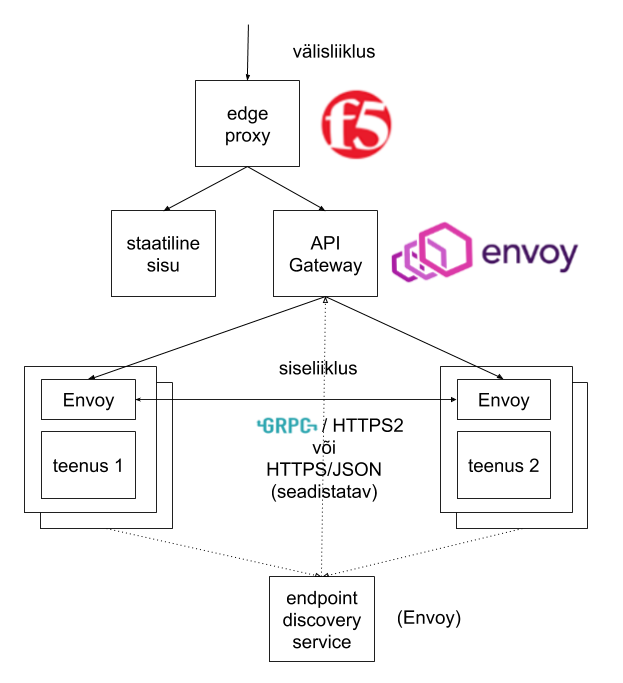 välisliiklus
edge
proxy
f5
staatiline
sisu
API
Gateway
envoy
siseliiklus
Envoy
Envoy
GRPC / HTTPS2
või
HTTPS/JSON
(seadistatav)
teenus 1
teenus 2
endpoint
discovery
service
(Envoy)